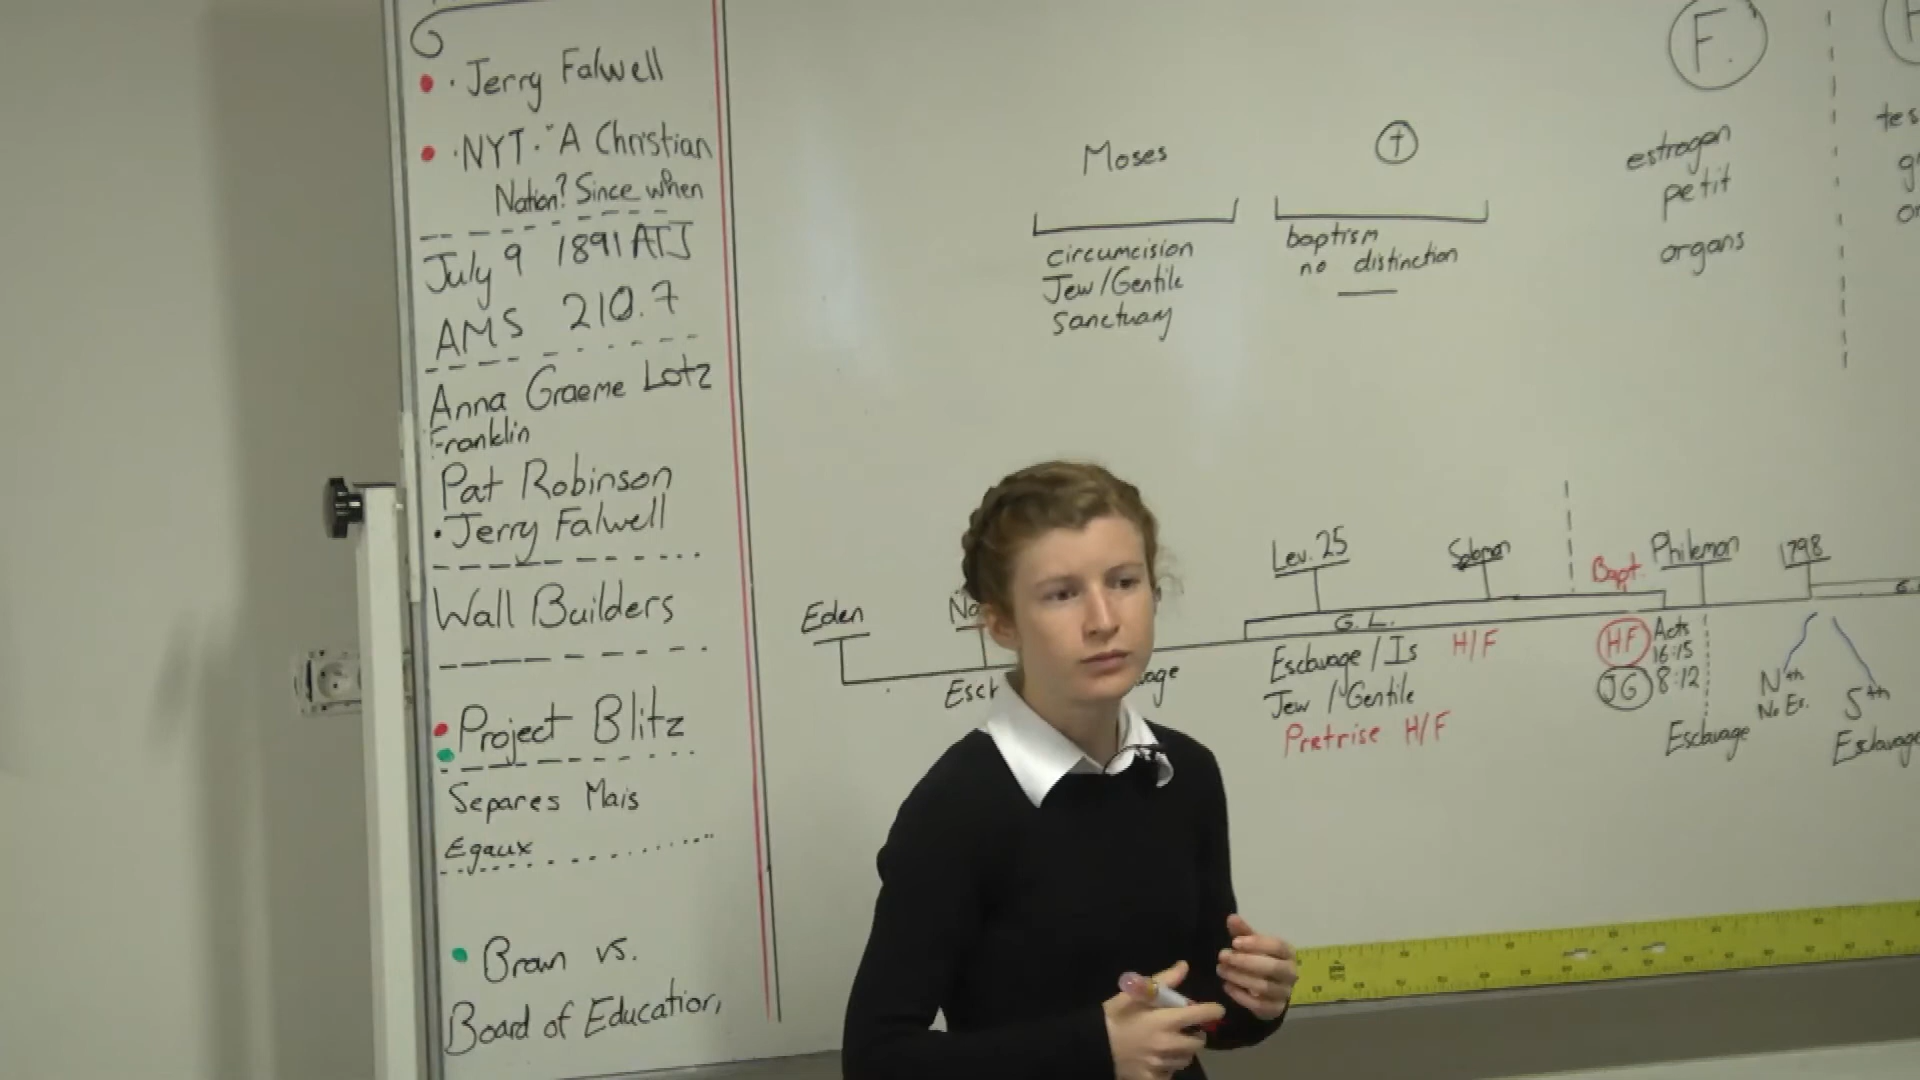 · Jerry Falwell
· NYT. "A Christian
Nation? Since when
July 9 1891 ATJ
AMS 210.7
Anna Graeme Lotz
Franklin
Pat Robinson
· Jerry Falwell
Wall Builders
Project Blitz
Separes Mais
Egaux
Brown vs.
Board of Education,
Moses
circumcision
Jew/Gentile
Sanctuary
baptism
no distinction
F.
estrogen
petit
organs
Eden
Lev. 25
Solomon
Bapt.
Philemon
1798
G.L.
Esclavage / Is
H/F
Jew / Gentile
Pretrise H/F
HF
JG
Acts
16:15
8:12
Esclavage
Nth
No Es.
Sth
Esclavage